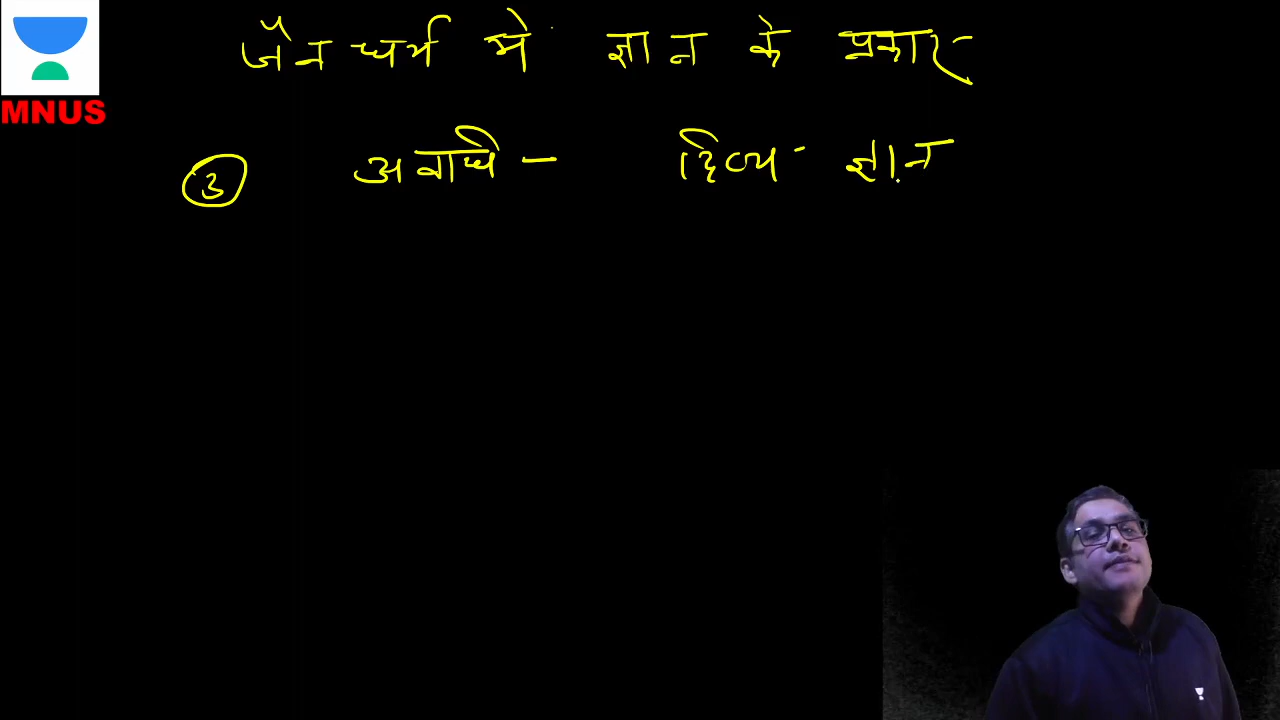 MNUS
जैन धर्म में ज्ञान के प्रकार
3 अवधि - दिव्य ज्ञान